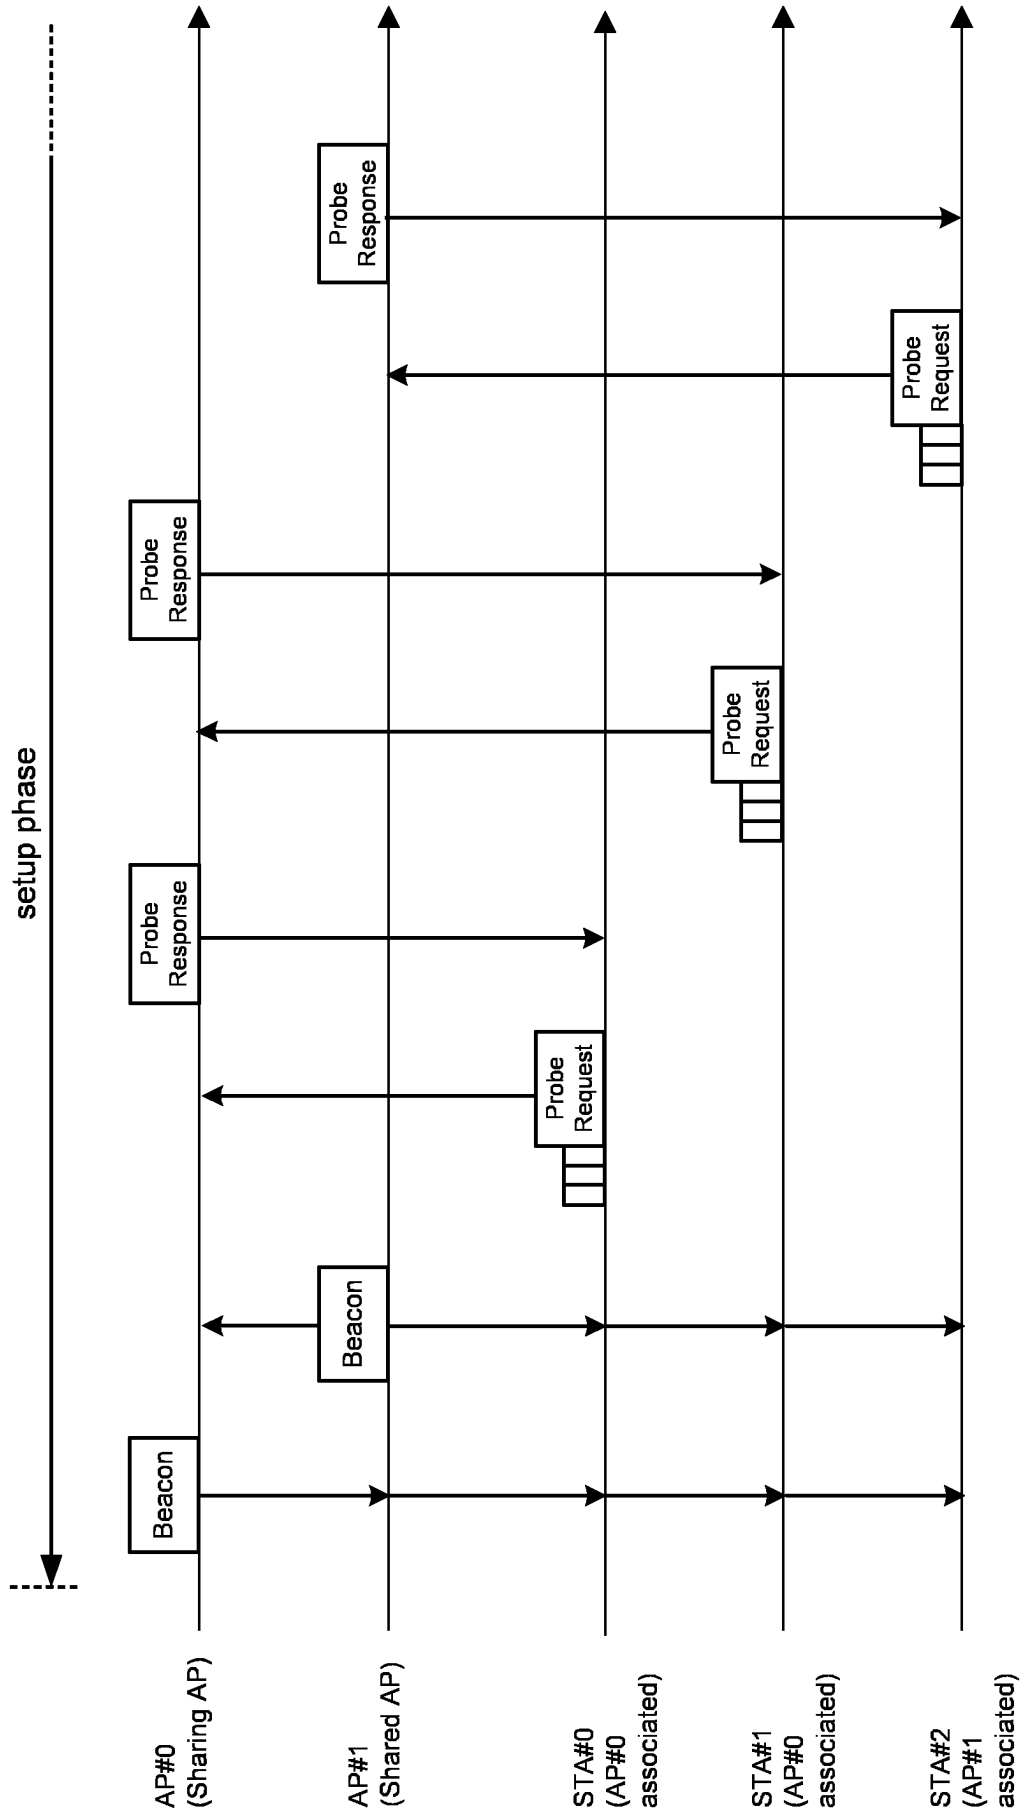 setup phase
AP#0
(Sharing AP)
Beacon
Probe
Response
Probe
Response
AP#1
(Shared AP)
Beacon
Probe
Response
STA#0
(AP#0
associated)
Probe
Request
STA#1
(AP#0
associated)
Probe
Request
STA#2
(AP#1
associated)
Probe
Request